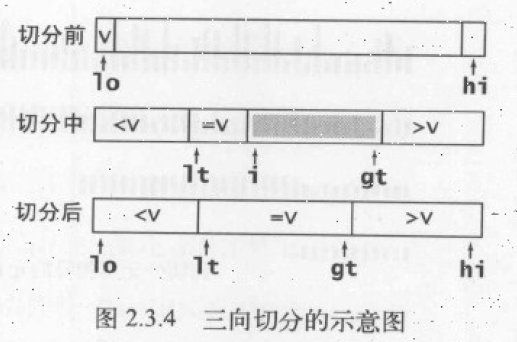 切分前 v
lo hi
切分中 <v =v >v
lt i gt
切分后 <v =v >v
lo lt gt hi
图 2.3.4 三向切分的示意图